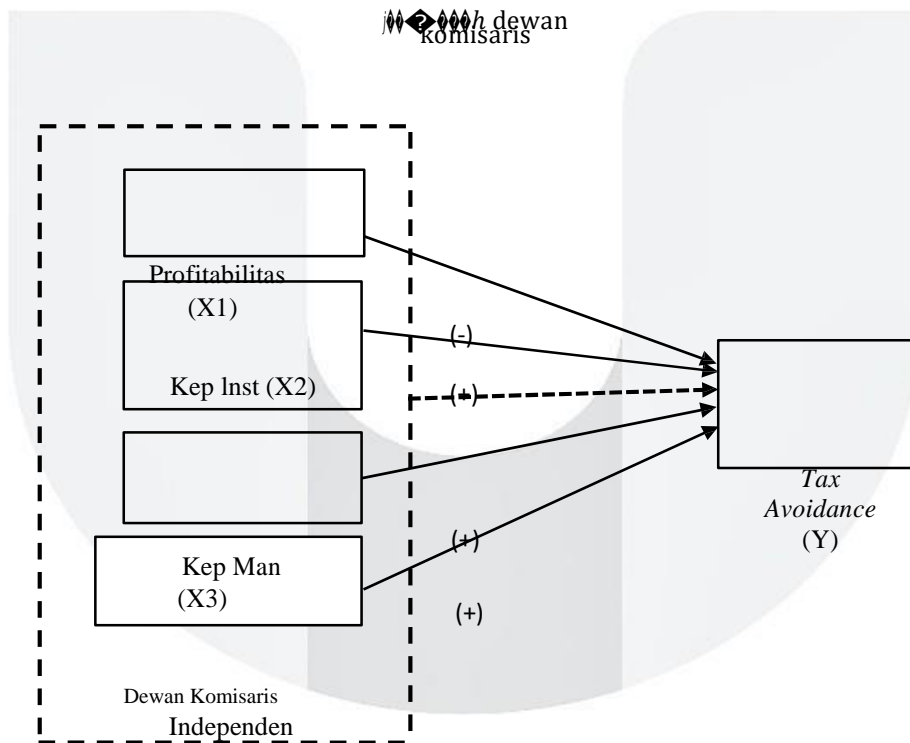 dewan
komisaris
Profitabilitas
(X1)
(-)
Kep Inst (X2)
(+)
Tax
Avoidance
(Y)
(+)
Kep Man
(X3)
(+)
Dewan Komisaris
Independen